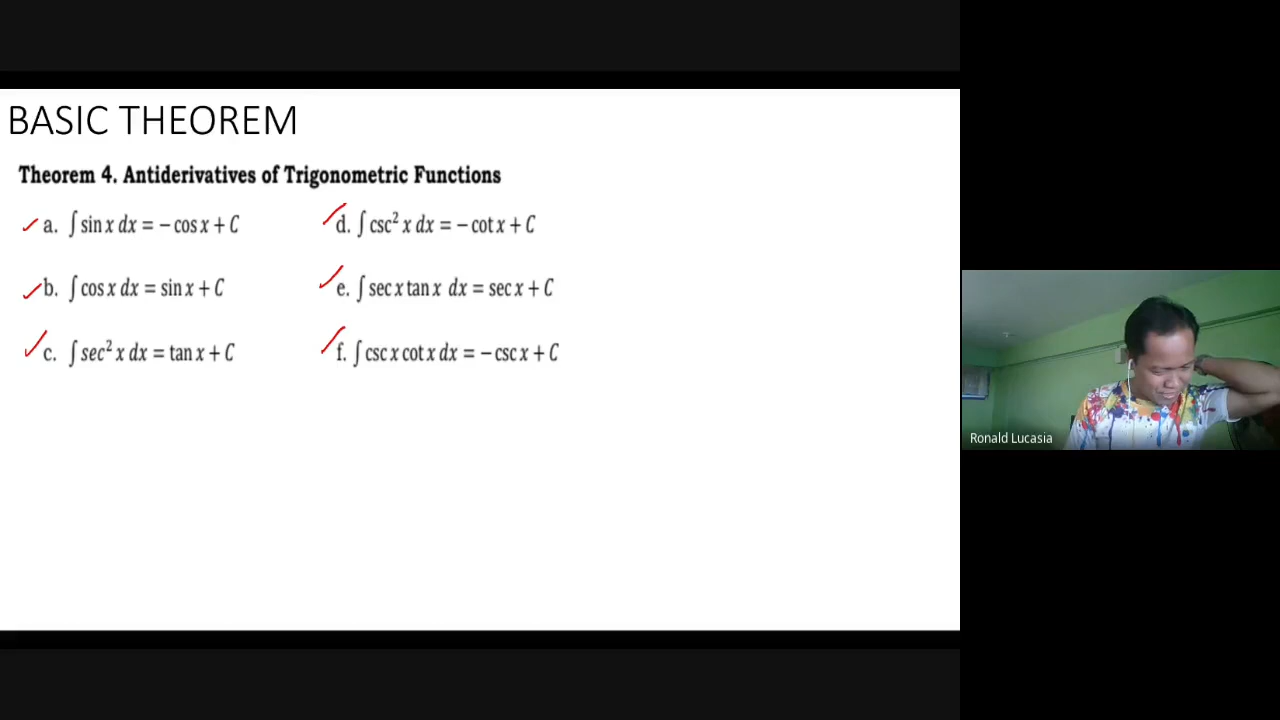 BASIC THEOREM
Theorem 4. Antiderivatives of Trigonometric Functions
a. ∫ sin x dx = − cos x + C
d. ∫ csc² x dx = − cot x + C
b. ∫ cos x dx = sin x + C
e. ∫ sec x tan x dx = sec x + C
c. ∫ sec² x dx = tan x + C
f. ∫ csc x cot x dx = − csc x + C
Ronald Lucasia